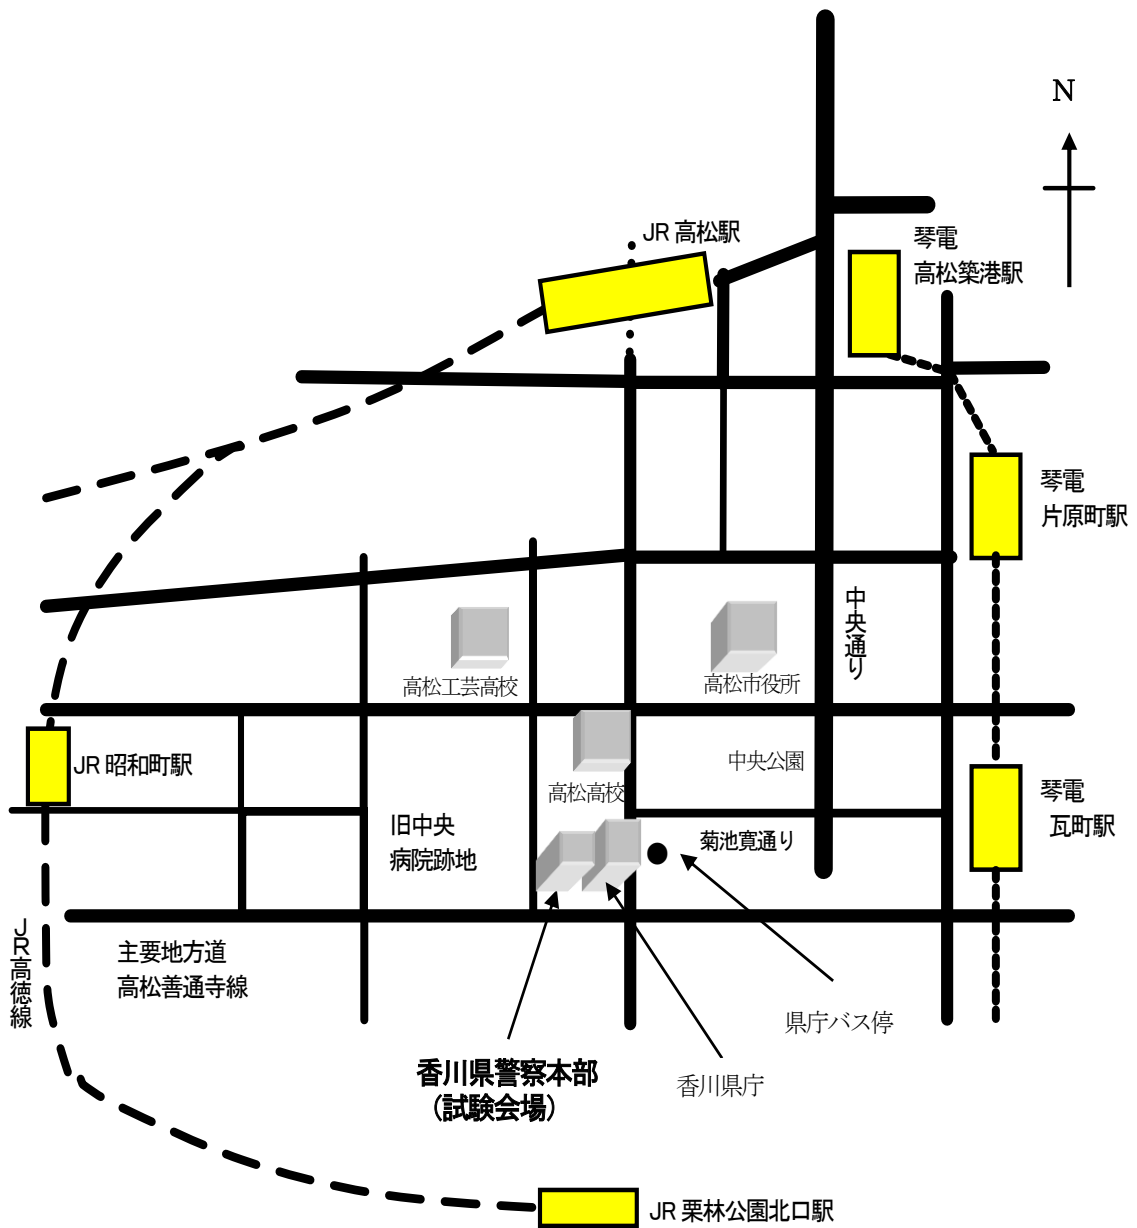 N
JR 高松駅
琴電
高松築港駅
琴電
片原町駅
中央通り
高松工芸高校
高松市役所
JR 昭和町駅
中央公園
高松高校
琴電
瓦町駅
旧中央
病院跡地
菊池寛通り
JR高徳線
主要地方道
高松善通寺線
県庁バス停
香川県警察本部
（試験会場）
香川県庁
JR 栗林公園北口駅